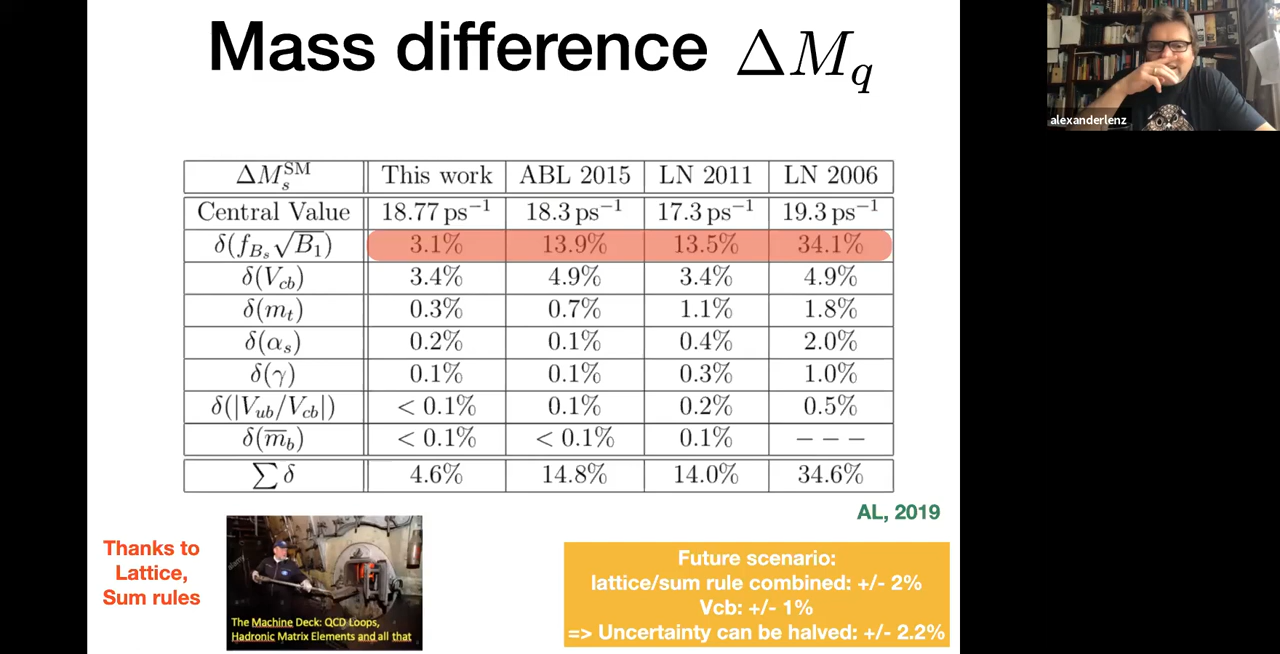 Mass difference ΔM_q
alexanderlenz
ΔM_s^SM | This work | ABL 2015 | LN 2011 | LN 2006
Central Value | 18.77 ps⁻¹ | 18.3 ps⁻¹ | 17.3 ps⁻¹ | 19.3 ps⁻¹
δ(f_{B_s}√B₁) | 3.1% | 13.9% | 13.5% | 34.1%
δ(V_cb) | 3.4% | 4.9% | 3.4% | 4.9%
δ(m_t) | 0.3% | 0.7% | 1.1% | 1.8%
δ(α_s) | 0.2% | 0.1% | 0.4% | 2.0%
δ(γ) | 0.1% | 0.1% | 0.3% | 1.0%
δ(|V_ub/V_cb|) | < 0.1% | 0.1% | 0.2% | 0.5%
δ(m̅_b) | < 0.1% | < 0.1% | 0.1% | − − −
∑ δ | 4.6% | 14.8% | 14.0% | 34.6%
AL, 2019
Thanks to
Lattice,
Sum rules
The Machine Deck: QCD Loops,
Hadronic Matrix Elements and all that
Future scenario:
lattice/sum rule combined: +/- 2%
Vcb: +/- 1%
=> Uncertainty can be halved: +/- 2.2%